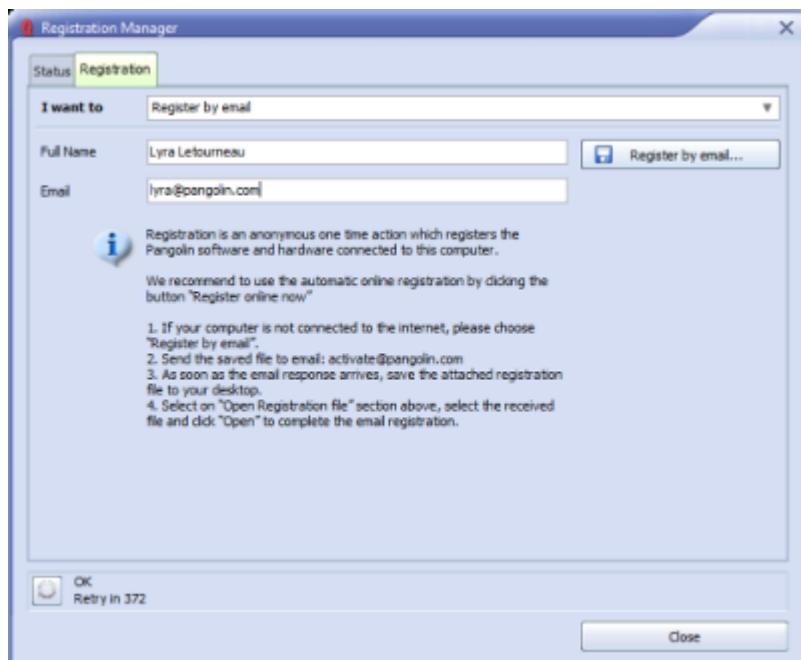 Registration Manager
Status Registration
I want to Register by email
Full Name Lyra Letourneau Register by email...
Email lyra@pangolin.com
Registration is an anonymous one time action which registers the
Pangolin software and hardware connected to this computer.
We recommend to use the automatic online registration by clicking the
button "Register online now"
1. If your computer is not connected to the internet, please choose
"Register by email".
2. Send the saved file to email: activate@pangolin.com
3. As soon as the email response arrives, save the attached registration
file to your desktop.
4. Select on "Open Registration file" section above, select the received
file and click "Open" to complete the email registration.
OK
Retry in 372
Close